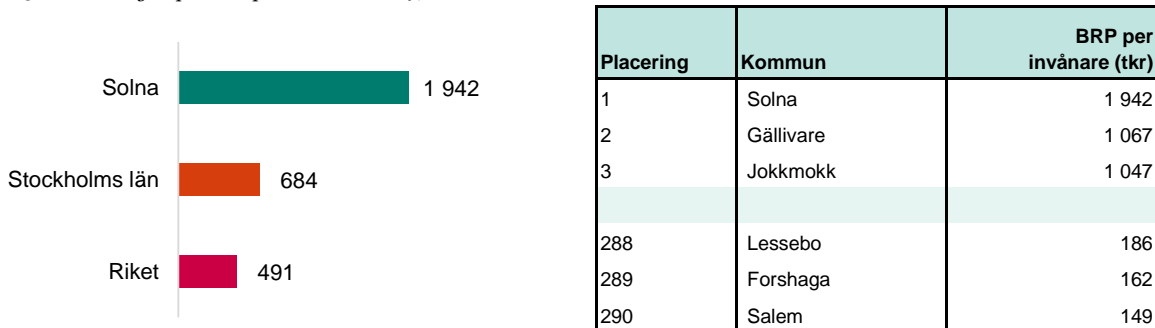 Solna 1 942
Stockholms län 684
Riket 491
Placering Kommun BRP per invånare (tkr)
1 Solna 1 942
2 Gällivare 1 067
3 Jokkmokk 1 047
288 Lessebo 186
289 Forshaga 162
290 Salem 149